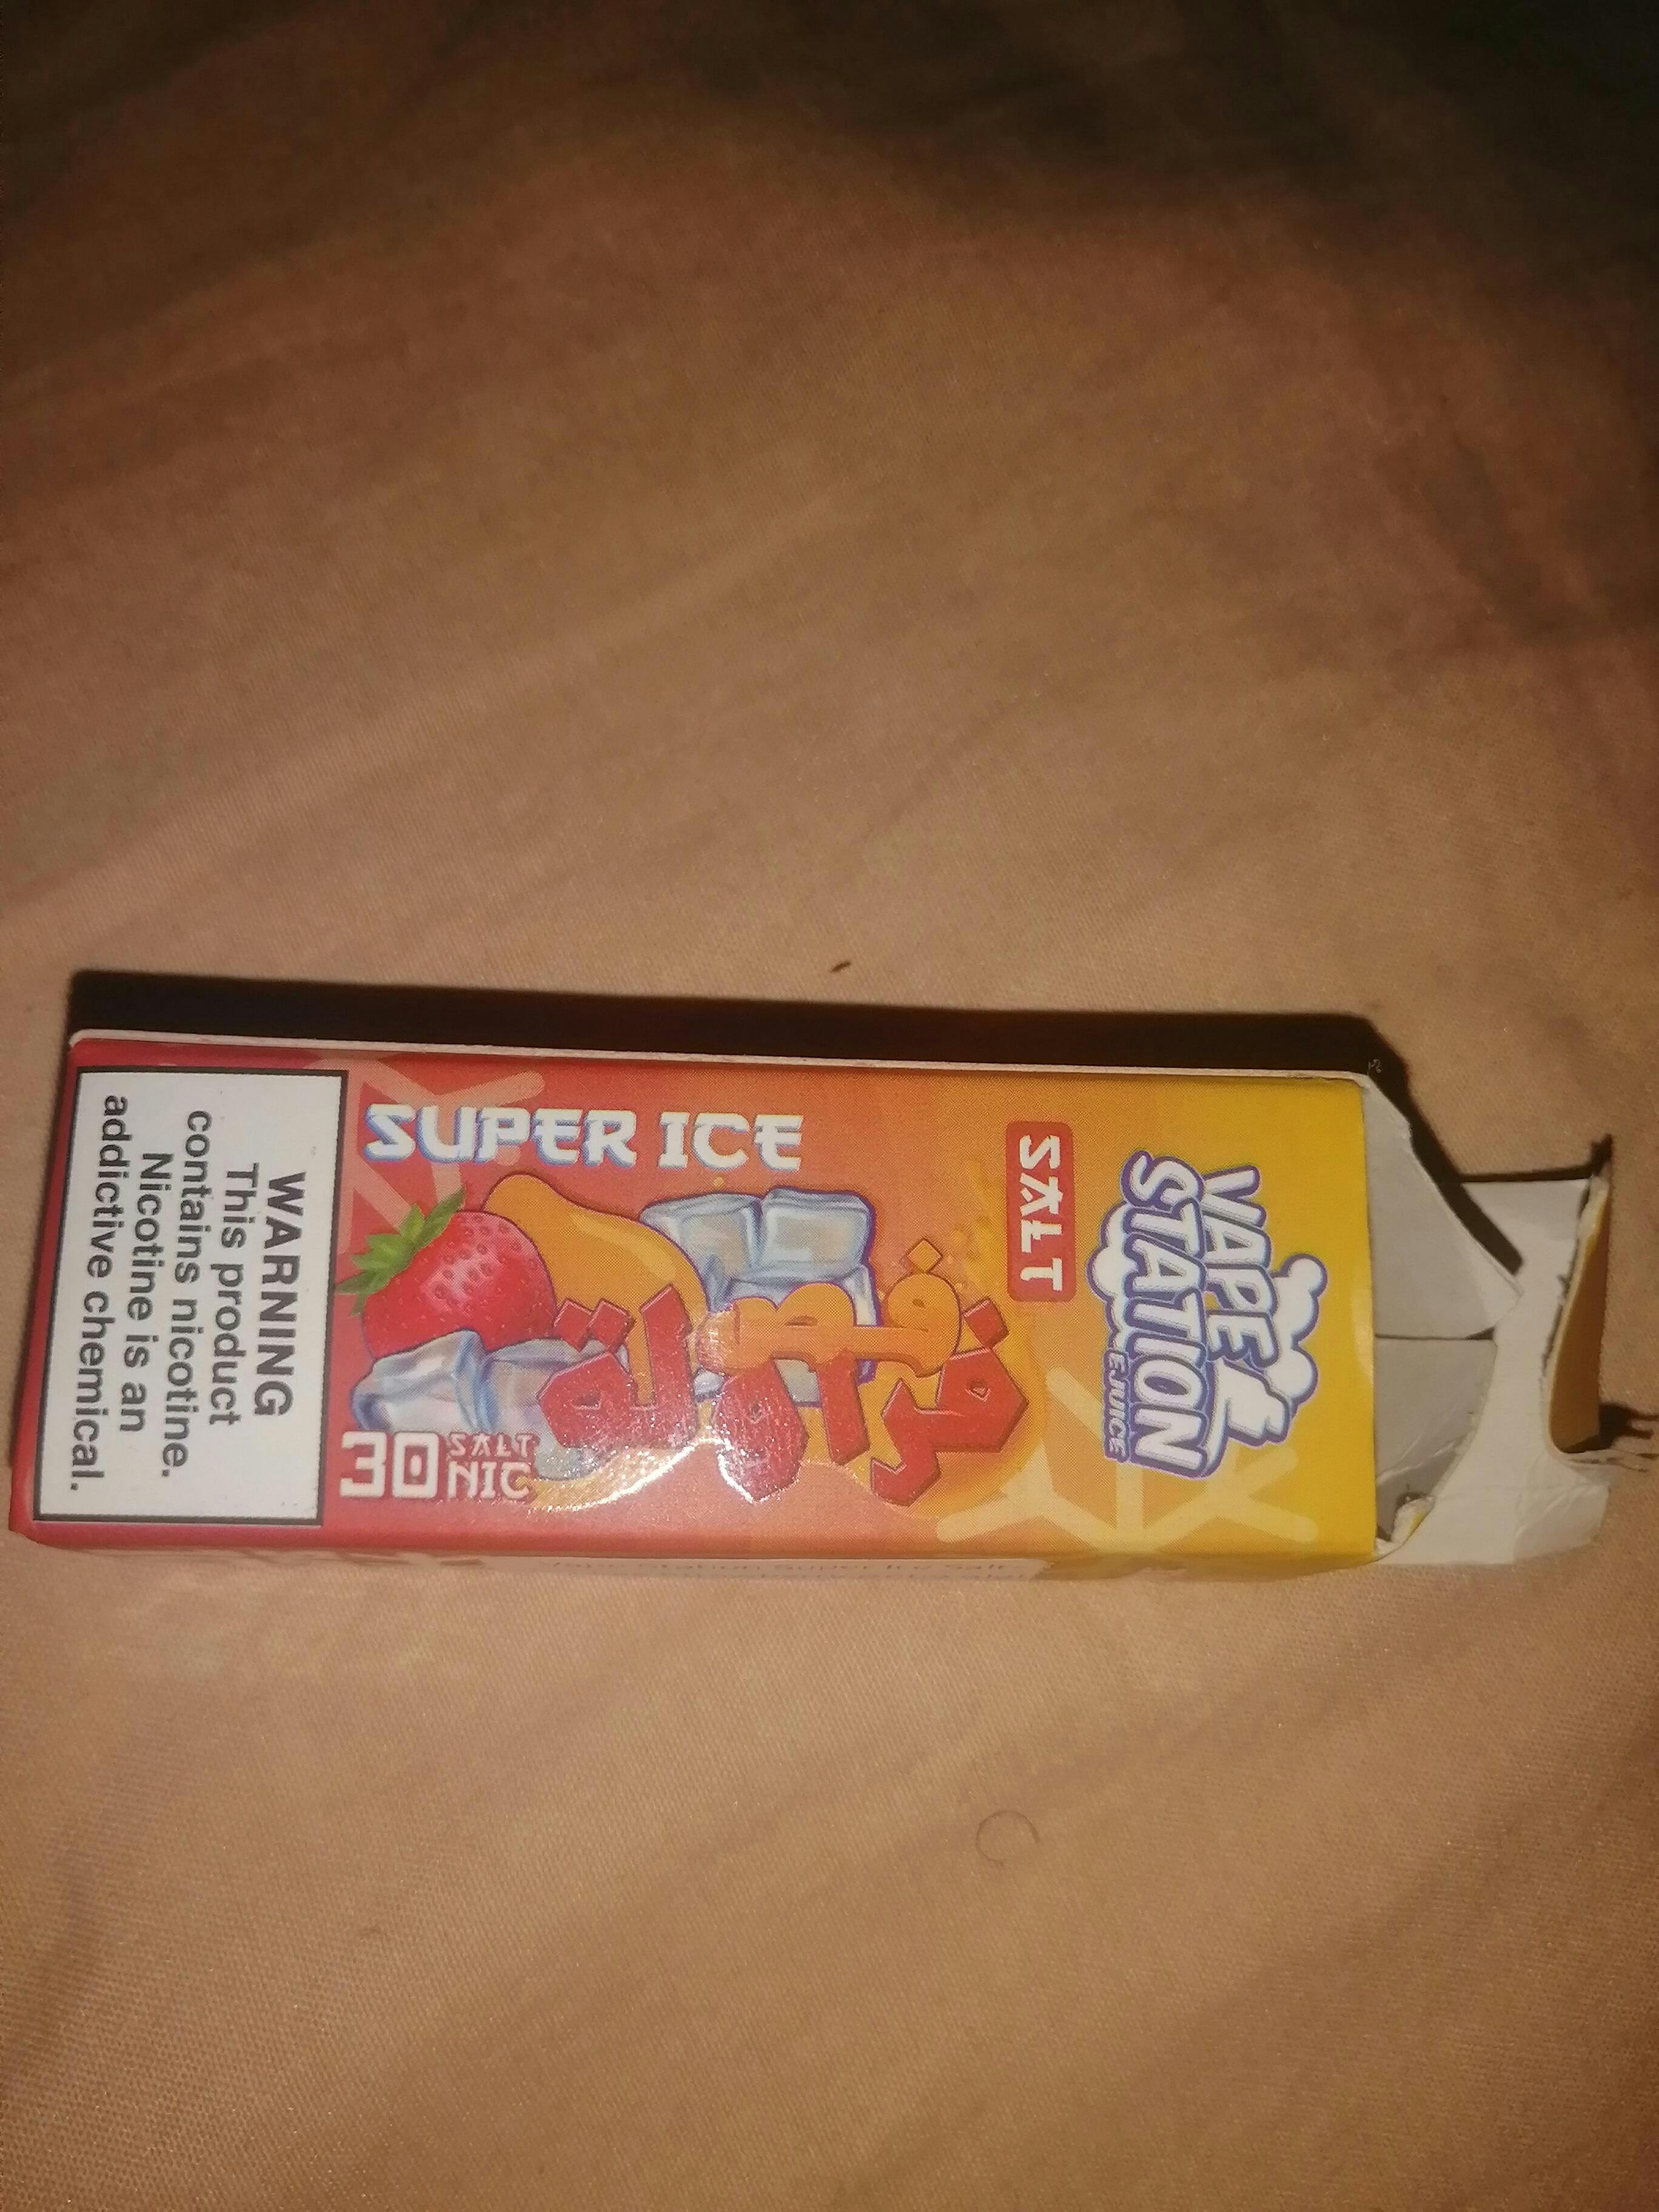 VAPE
STATION
EJUICE
SALT
SUPER ICE
30 SALT
NIC
WARNING
This product
contains nicotine.
Nicotine is an
addictive chemical.